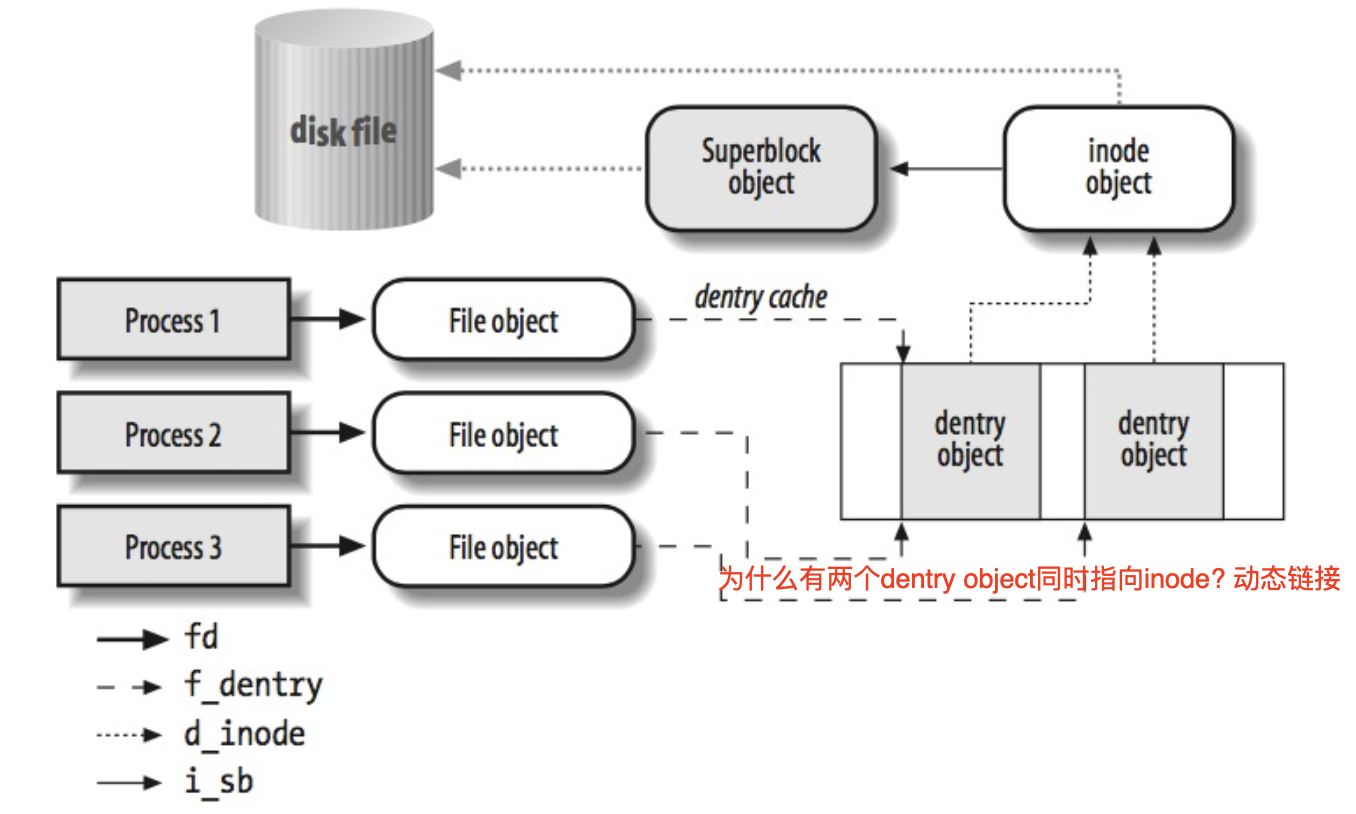 disk file
Superblock
object
inode
object
Process 1
File object
dentry cache
Process 2
File object
dentry
object
dentry
object
Process 3
File object
为什么有两个dentry object同时指向inode? 动态链接
fd
f_dentry
d_inode
i_sb